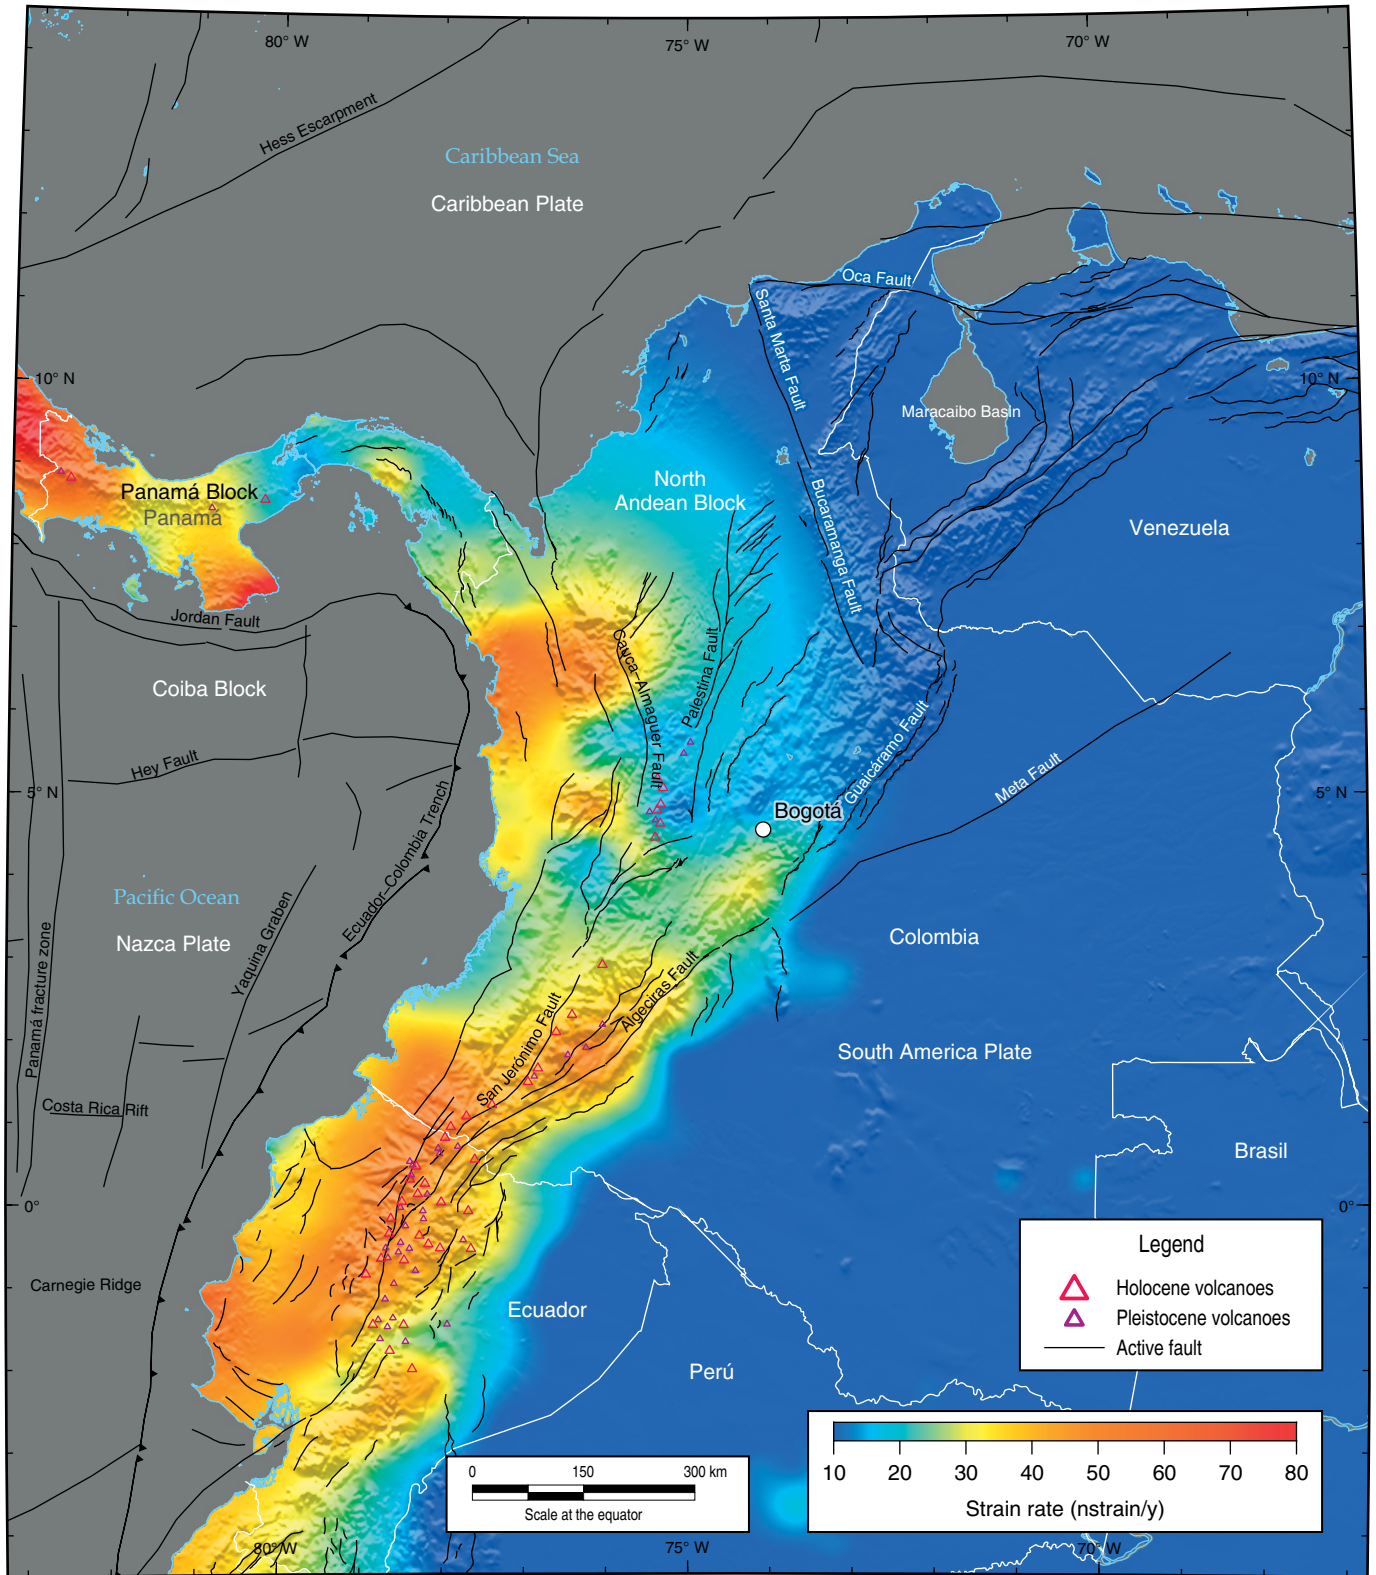 80° W
75° W
70° W
Hess Escarpment
Caribbean Sea
Caribbean Plate
Oca Fault
Santa Marta Fault
10° N
10° N
Maracaibo Basin
North
Andean Block
Panamá Block
Panamá
Bucaramanga Fault
Venezuela
Jordan Fault
Cauca–Almaguer Fault
Palestina Fault
Coiba Block
Guaicáramo Fault
Hey Fault
Meta Fault
5° N
5° N
Bogotá
Ecuador–Colombia Trench
Pacific Ocean
Nazca Plate
Yaquina Graben
Panamá fracture zone
Colombia
Algeciras Fault
San Jerónimo Fault
South America Plate
Costa Rica Rift
Brasil
0°
0°
Carnegie Ridge
Ecuador
Perú
Legend
Holocene volcanoes
Pleistocene volcanoes
Active fault
0 150 300 km
Scale at the equator
10 20 30 40 50 60 70 80
Strain rate (nstrain/y)
80° W
75° W
70° W